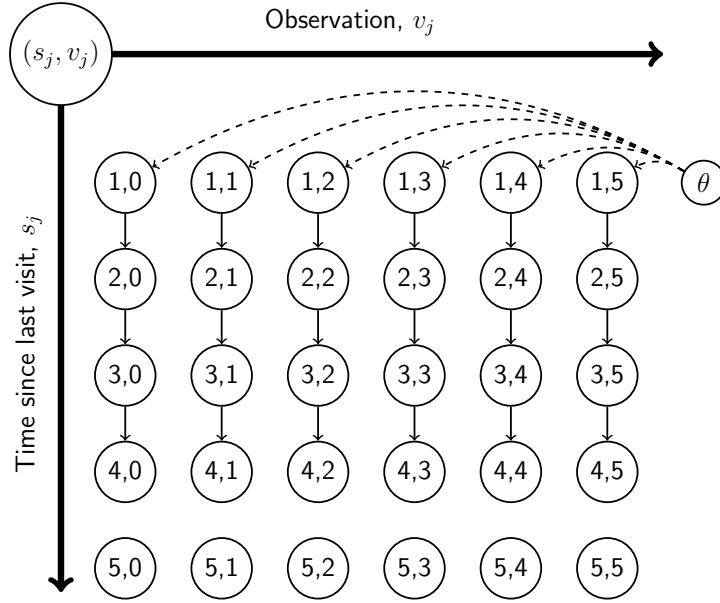 Observation, v_j
(s_j, v_j)
1,0 1,1 1,2 1,3 1,4 1,5 θ
2,0 2,1 2,2 2,3 2,4 2,5
3,0 3,1 3,2 3,3 3,4 3,5
4,0 4,1 4,2 4,3 4,4 4,5
5,0 5,1 5,2 5,3 5,4 5,5
Time since last visit, s_j